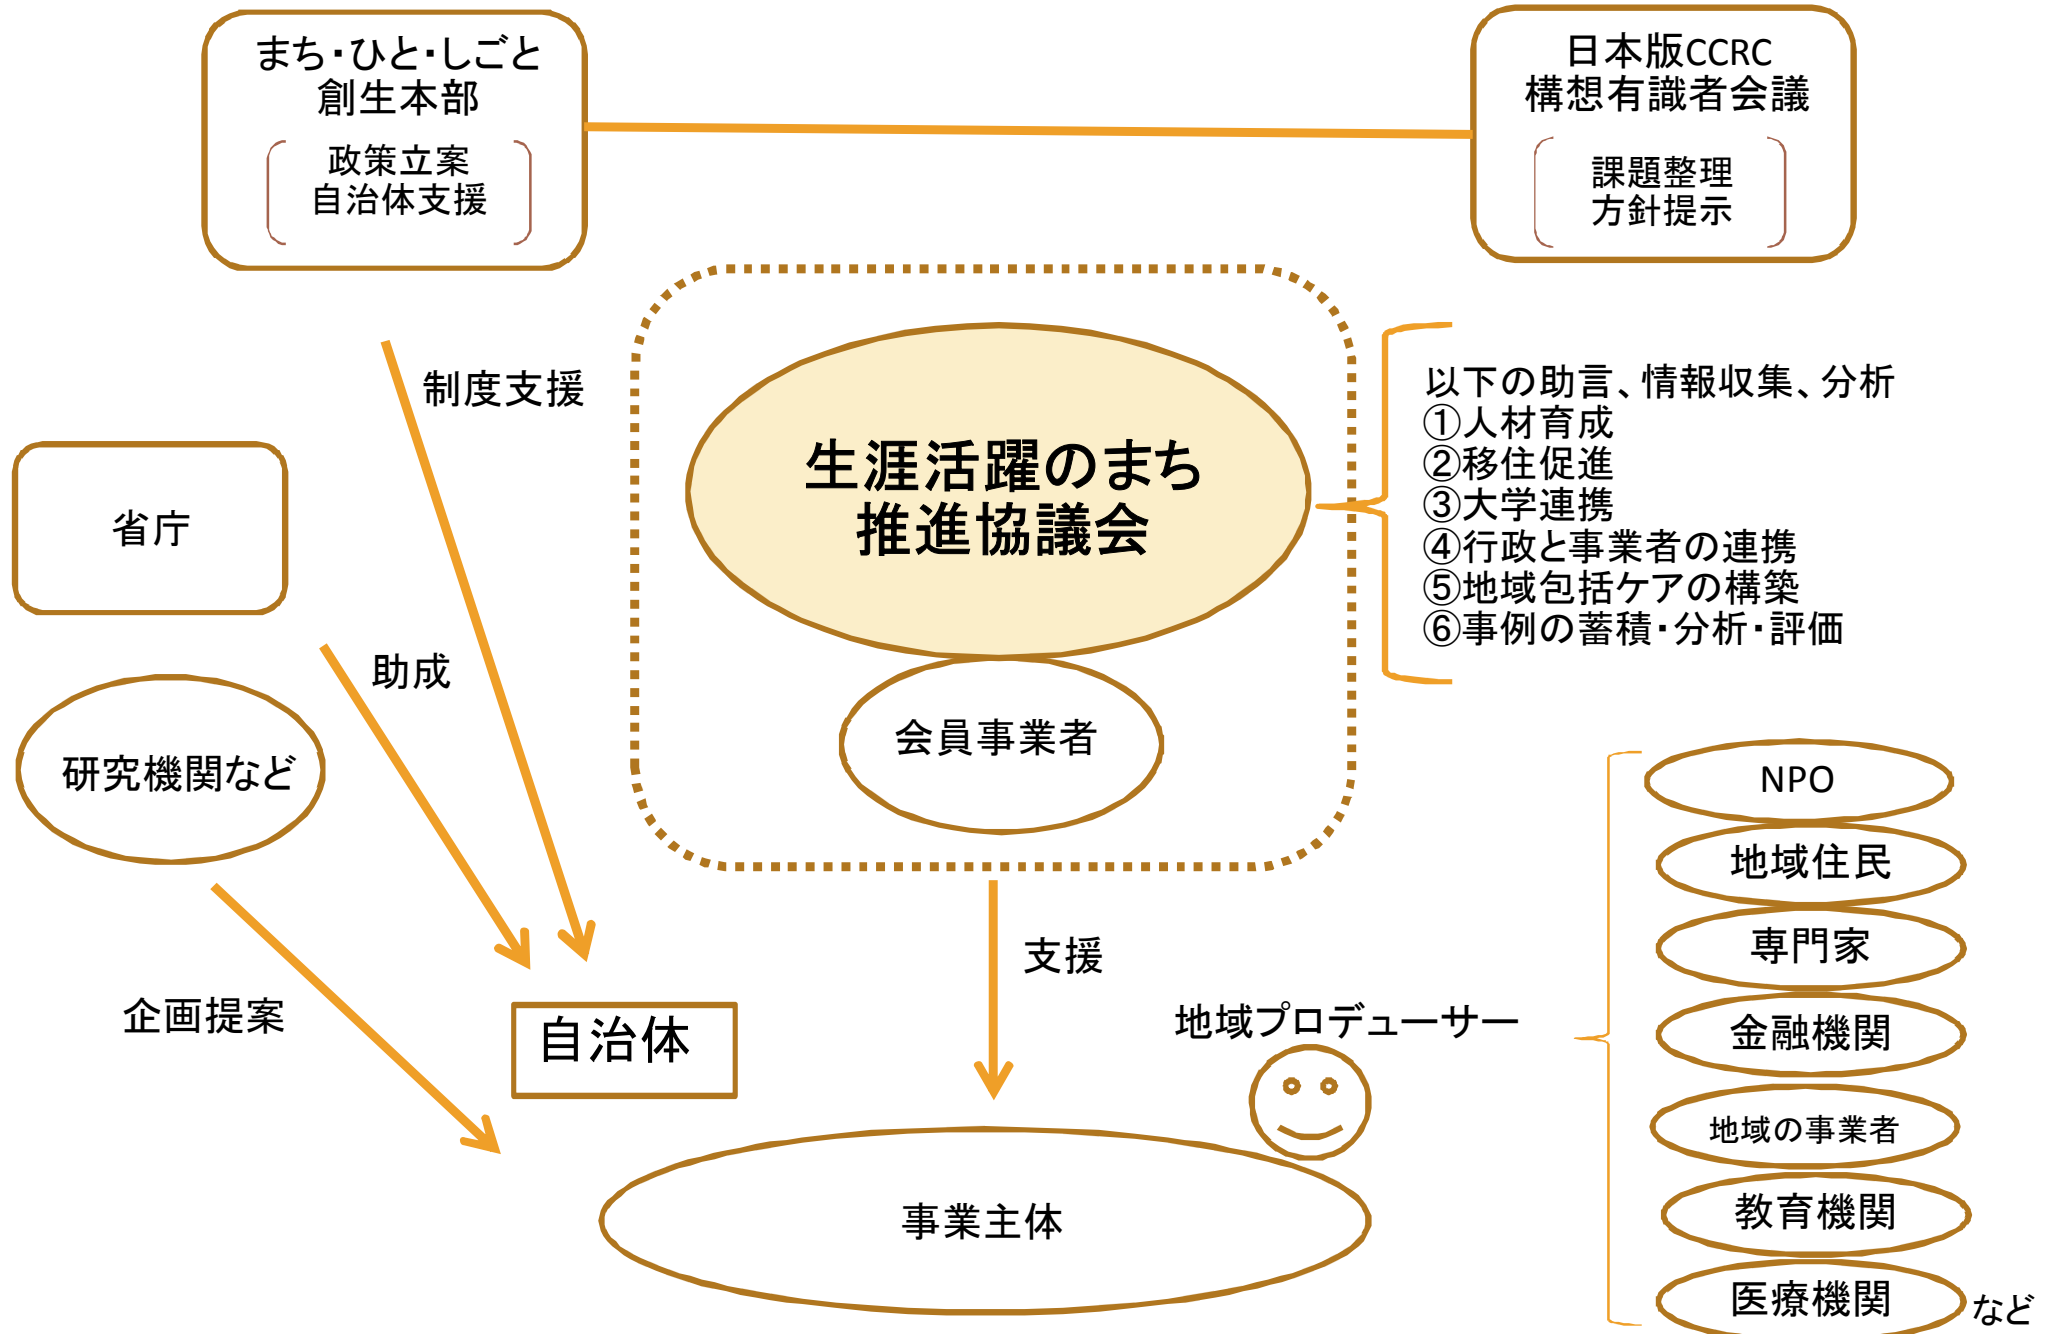 まち・ひと・しごと
創生本部
政策立案
自治体支援
日本版CCRC
構想有識者会議
課題整理
方針提示
制度支援
生涯活躍のまち
推進協議会
以下の助言、情報収集、分析
①人材育成
②移住促進
③大学連携
④行政と事業者の連携
⑤地域包括ケアの構築
⑥事例の蓄積・分析・評価
省庁
助成
研究機関など
会員事業者
企画提案
自治体
支援
地域プロデューサー
事業主体
NPO
地域住民
専門家
金融機関
地域の事業者
教育機関
医療機関
など